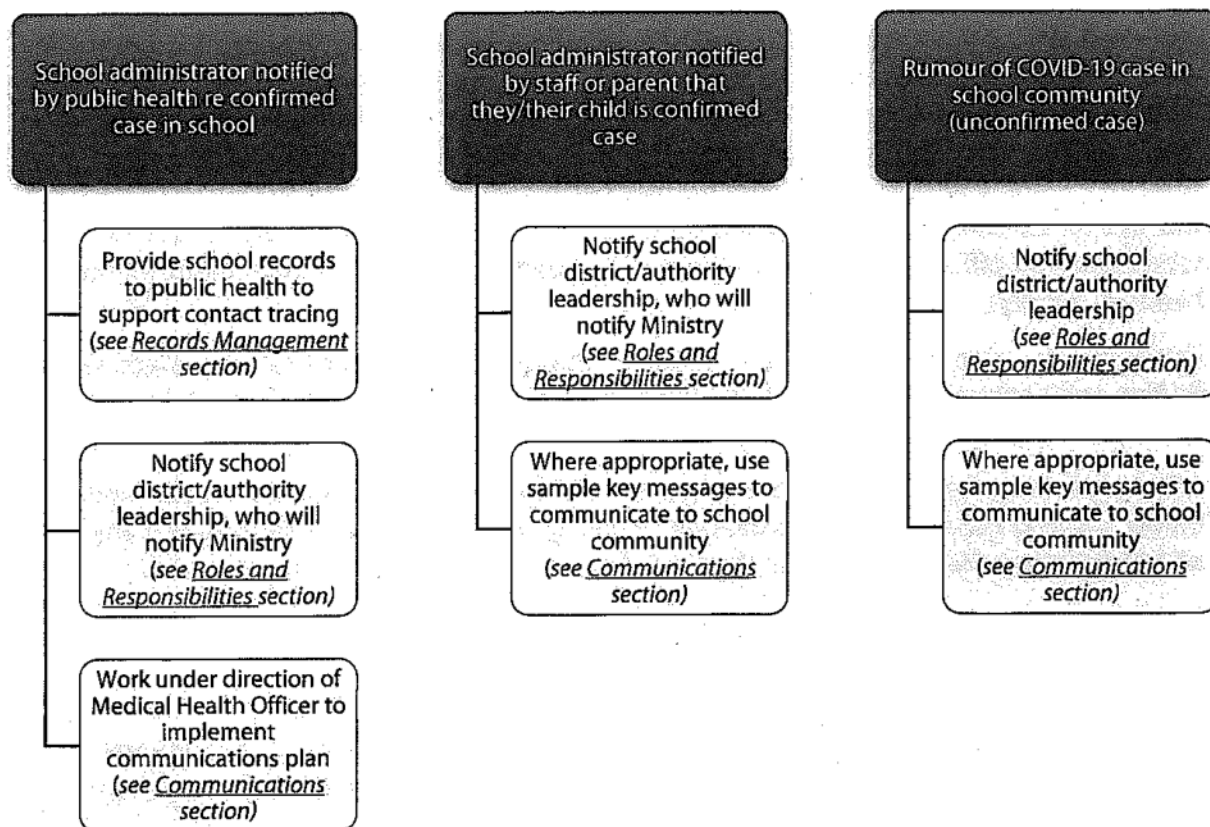 School administrator notified
by public health re confirmed
case in school
Provide school records
to public health to
support contact tracing
(see Records Management
section)
Notify school
district/authority
leadership, who will
notify Ministry
(see Roles and
Responsibilities section)
Work under direction of
Medical Health Officer to
implement
communications plan
(see Communications
section)
School administrator notified
by staff or parent that
they/their child is confirmed
case
Notify school
district/authority
leadership, who will
notify Ministry
(see Roles and
Responsibilities section)
Where appropriate, use
sample key messages to
communicate to school
community
(see Communications
section)
Rumour of COVID-19 case in
school community
(unconfirmed case)
Notify school
district/authority
leadership
(see Roles and
Responsibilities section)
Where appropriate, use
sample key messages to
communicate to school
community
(see Communications
section)